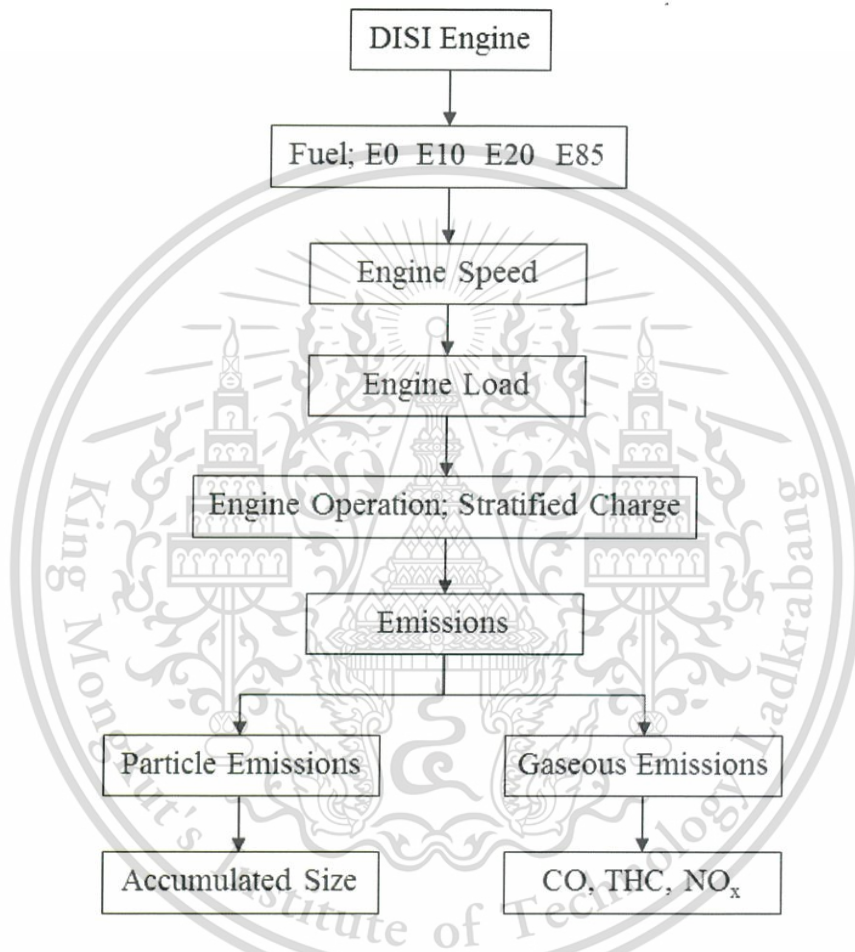 DISI Engine
Fuel; E0 E10 E20 E85
Engine Speed
Engine Load
Engine Operation; Stratified Charge
Emissions
Particle Emissions
Gaseous Emissions
Accumulated Size
CO, THC, NOₓ
King Mongkut's Institute of Technology Ladkrabang